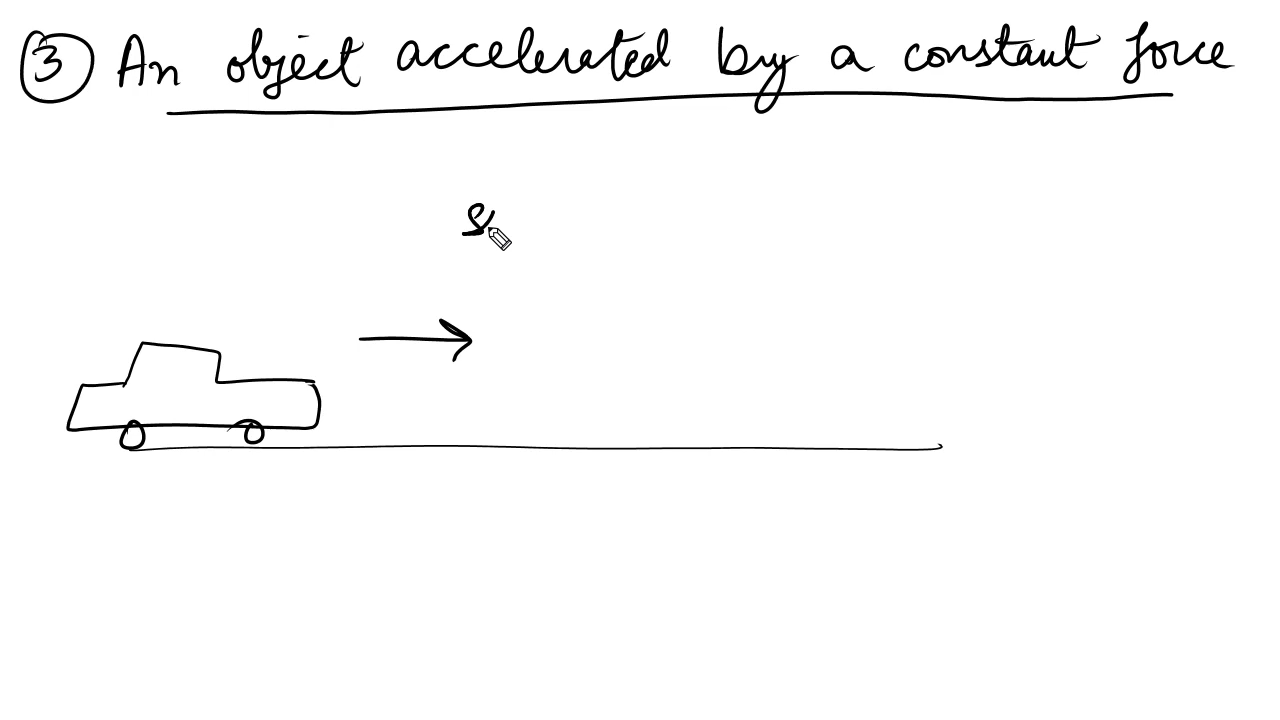 ③ An object accelerated by a constant force
s